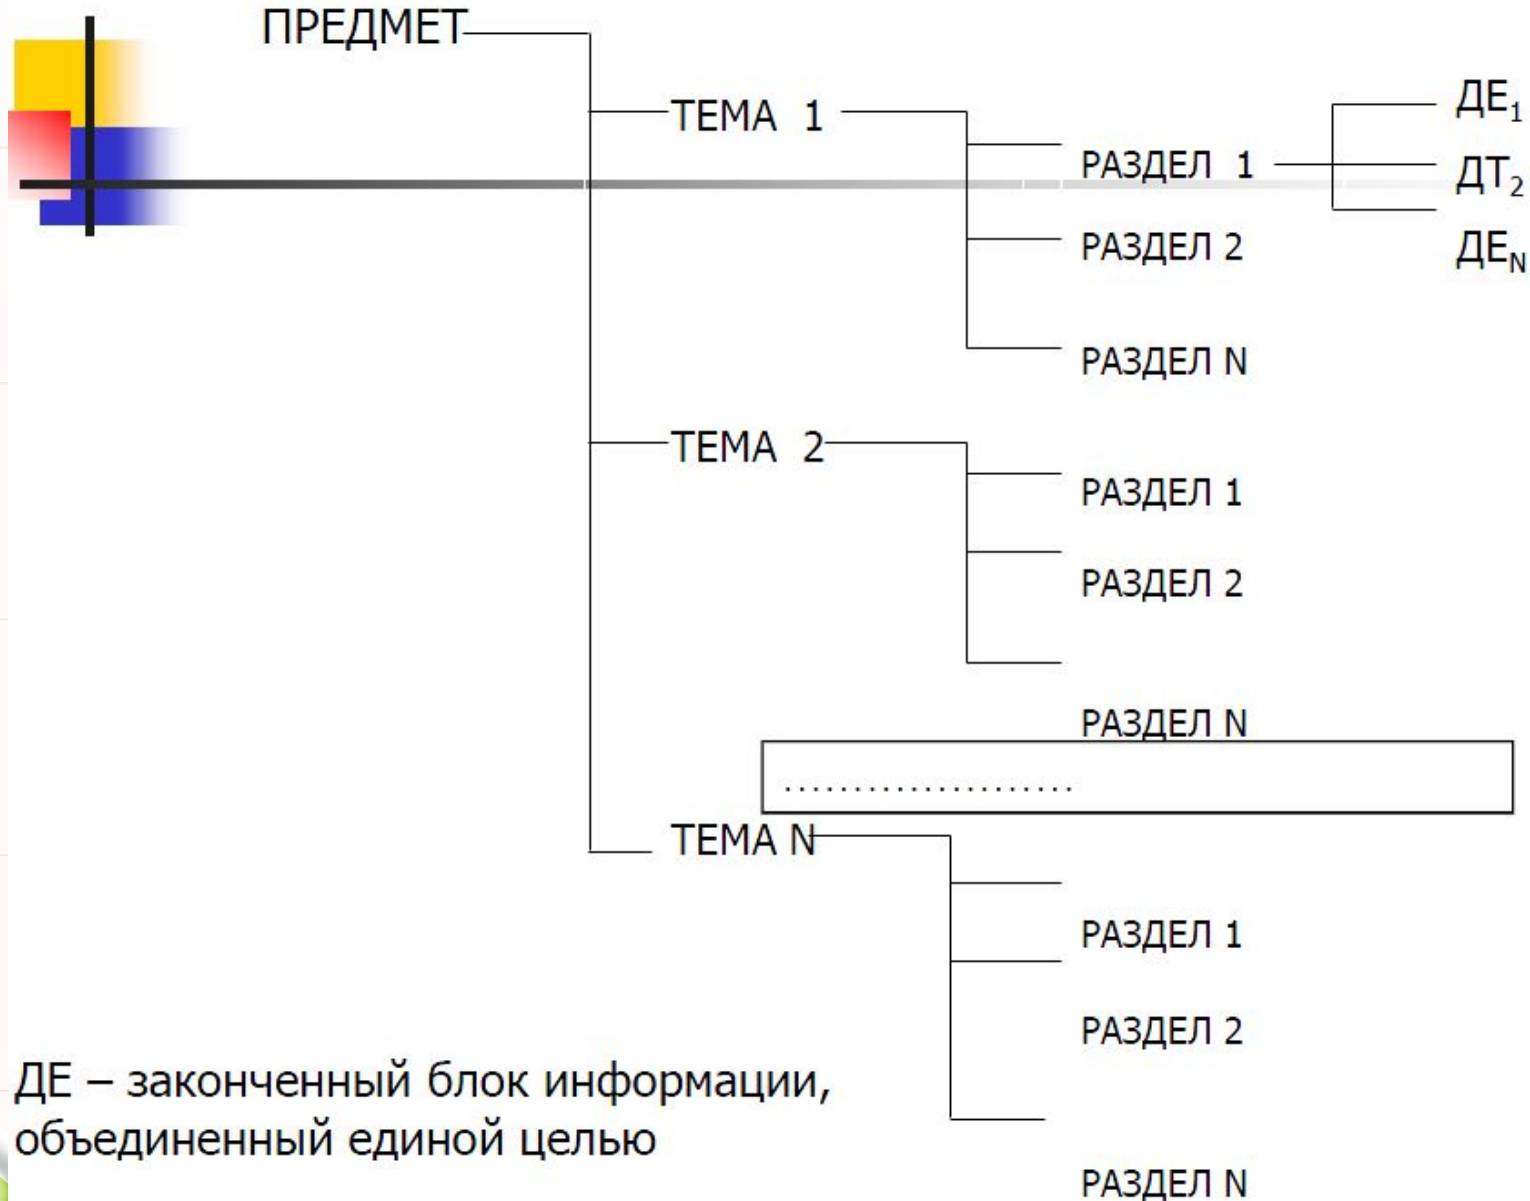 ПРЕДМЕТ
ТЕМА 1
РАЗДЕЛ 1
ДЕ1
ДТ2
ДЕN
РАЗДЕЛ 2
РАЗДЕЛ N
ТЕМА 2
РАЗДЕЛ 1
РАЗДЕЛ 2
РАЗДЕЛ N
.....................
ТЕМА N
РАЗДЕЛ 1
РАЗДЕЛ 2
РАЗДЕЛ N
ДЕ – законченный блок информации,
объединенный единой целью